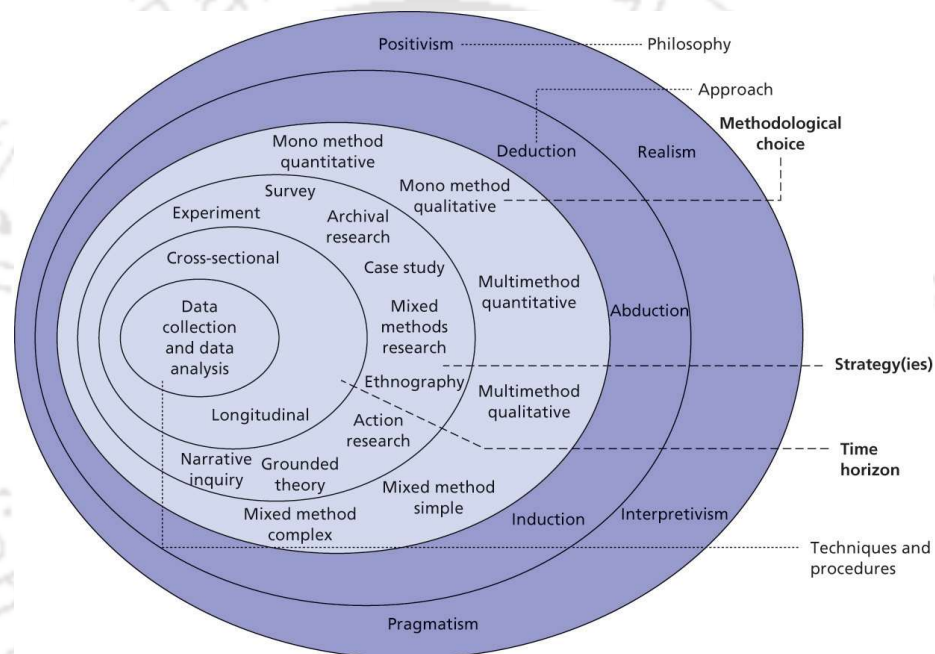 Positivism
Philosophy
Approach
Methodological
choice
Mono method
quantitative
Deduction
Realism
Mono method
qualitative
Survey
Experiment
Archival
research
Cross-sectional
Case study
Multimethod
quantitative
Data
collection
and data
analysis
Mixed
methods
research
Abduction
Strategy(ies)
Ethnography
Multimethod
qualitative
Longitudinal
Action
research
Time
horizon
Narrative
inquiry
Grounded
theory
Mixed method
simple
Mixed method
complex
Induction
Interpretivism
Techniques and
procedures
Pragmatism